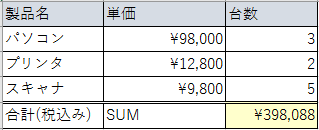 製品名 単価 台数
パソコン ¥98,000 3
プリンタ ¥12,800 2
スキャナ ¥9,800 5
合計(税込み) SUM ¥398,088